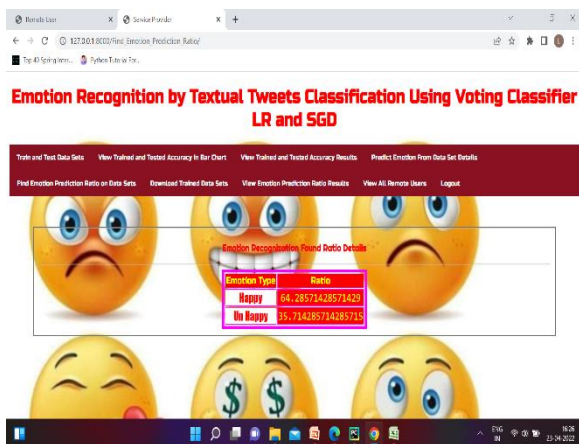 Remote User
Service Provider
127.0.0.1:8000/Find_Emotion_Prediction_Ratio/
Top 40 Spring Inter...
Python Tutorial For...
Emotion Recognition by Textual Tweets Classification Using Voting Classifier
LR and SGD
Train and Test Data Sets View Trained and Tested Accuracy in Bar Chart View Trained and Tested Accuracy Results Predict Emotion From Data Set Details
Find Emotion Prediction Ratio on Data Sets Download Trained Data Sets View Emotion Prediction Ratio Results View All Remote Users Logout
Emotion Recognization Found Ratio Details
Emotion Type Ratio
Happy 64.28571428571429
Un Happy 35.714285714285715
$ $
ENG
IN
16:26
23-04-2022